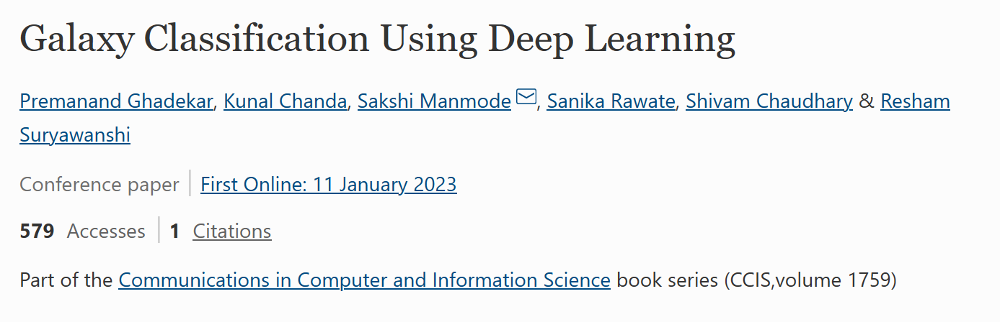 Galaxy Classification Using Deep Learning
Premanand Ghadekar, Kunal Chanda, Sakshi Manmode, Sanika Rawate, Shivam Chaudhary & Resham
Suryawanshi
Conference paper First Online: 11 January 2023
579 Accesses 1 Citations
Part of the Communications in Computer and Information Science book series (CCIS,volume 1759)